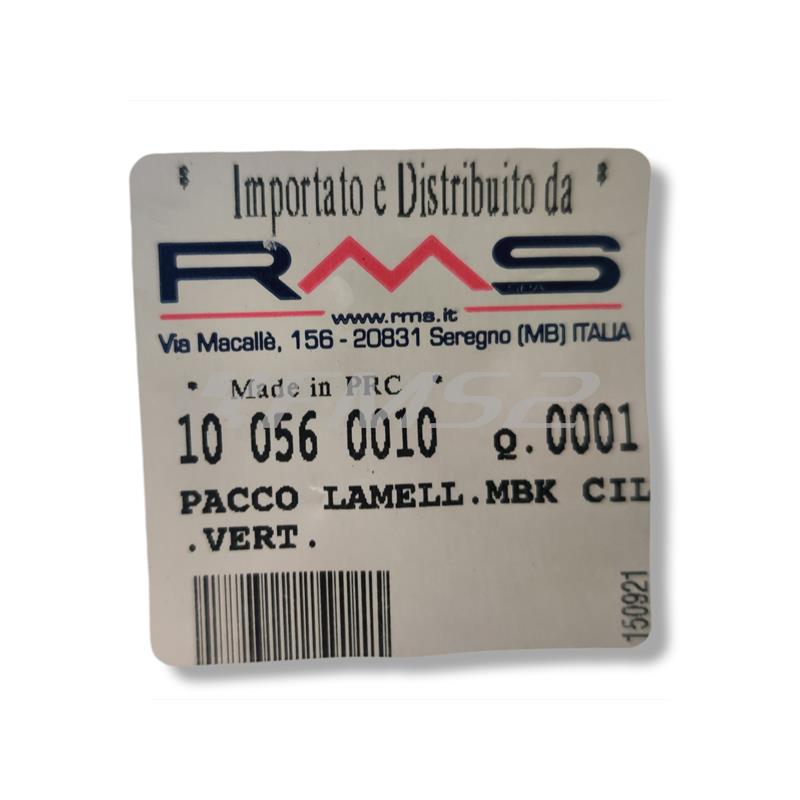 * Importato e Distribuito da *
RMS
SPA
www.rms.it
Via Macallè, 156 - 20831 Seregno (MB) ITALIA
* Made in PRC *
10 056 0010 Q.0001
PACCO LAMELL.MBK CIL
.VERT.
150921